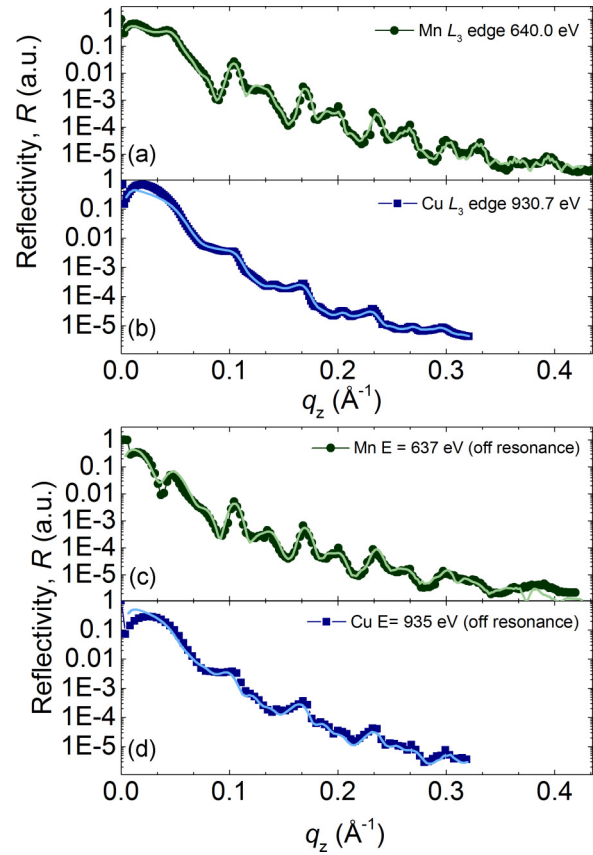 Reflectivity, R (a.u.)
1
0.1
0.01
1E-3
1E-4
1E-5
1
(a)
Mn L₃ edge 640.0 eV
0.1
0.01
1E-3
1E-4
1E-5
(b)
Cu L₃ edge 930.7 eV
0.0 0.1 0.2 0.3 0.4
q_z (Å⁻¹)
Reflectivity, R (a.u.)
1
0.1
0.01
1E-3
1E-4
1E-5
1
(c)
Mn E = 637 eV (off resonance)
0.1
0.01
1E-3
1E-4
1E-5
(d)
Cu E= 935 eV (off resonance)
0.0 0.1 0.2 0.3 0.4
q_z (Å⁻¹)